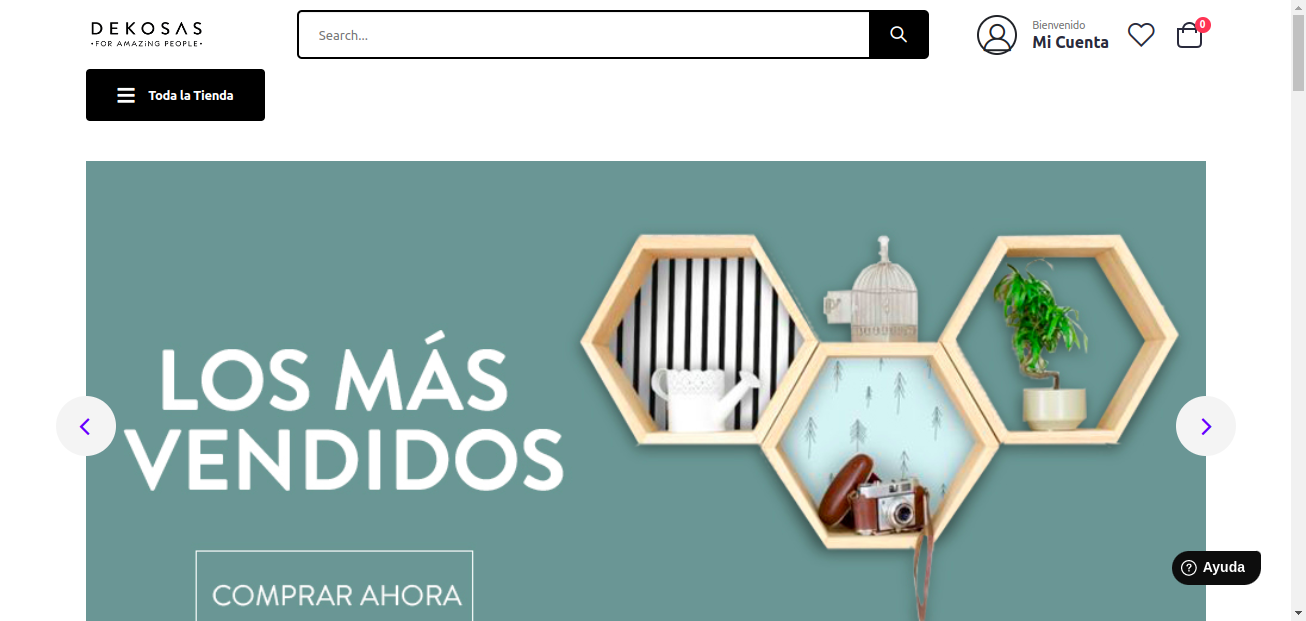 DEKOSAS
•FOR AMAZiNG PEOPLE•
Search...
Bienvenido
Mi Cuenta
0
Toda la Tienda
LOS MÁS
VENDIDOS
COMPRAR AHORA
Ayuda